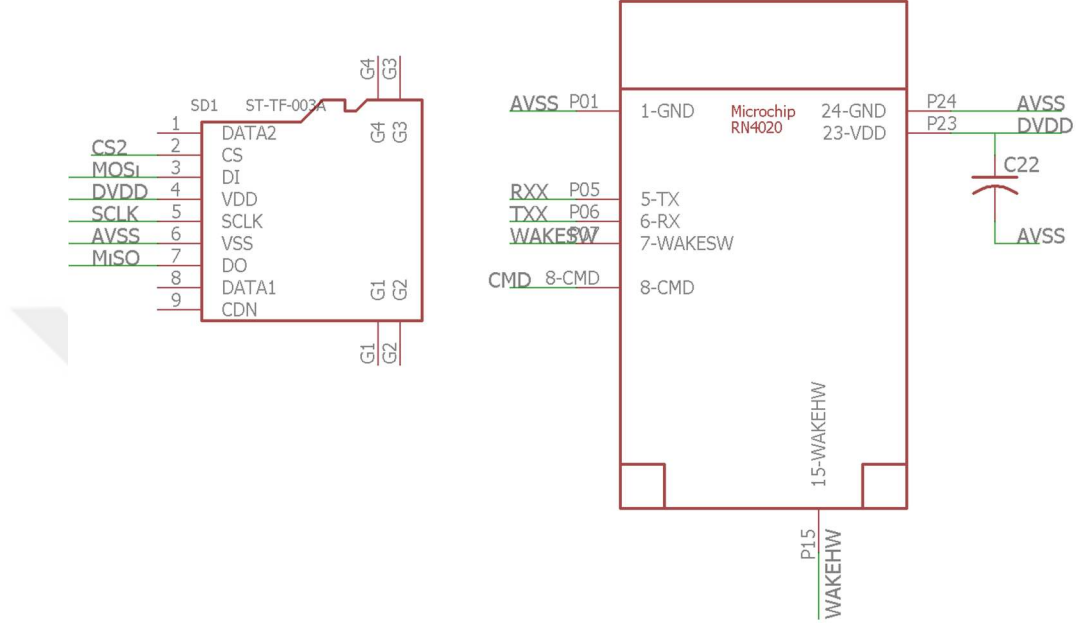 G4 G3
SD1 ST-TF-003A
1 DATA2
CS2 2 CS
MOSi 3 DI
DVDD 4 VDD
SCLK 5 SCLK
AVSS 6 VSS
MiSO 7 DO
8 DATA1
9 CDN
G4 G3
G1 G2
G1 G2
AVSS P01 1-GND
Microchip
RN4020
24-GND P24 AVSS
23-VDD P23 DVDD
C22
AVSS
RXX P05 5-TX
TXX P06 6-RX
WAKESW P07 7-WAKESW
CMD 8-CMD 8-CMD
15-WAKEHW
P15
WAKEHW